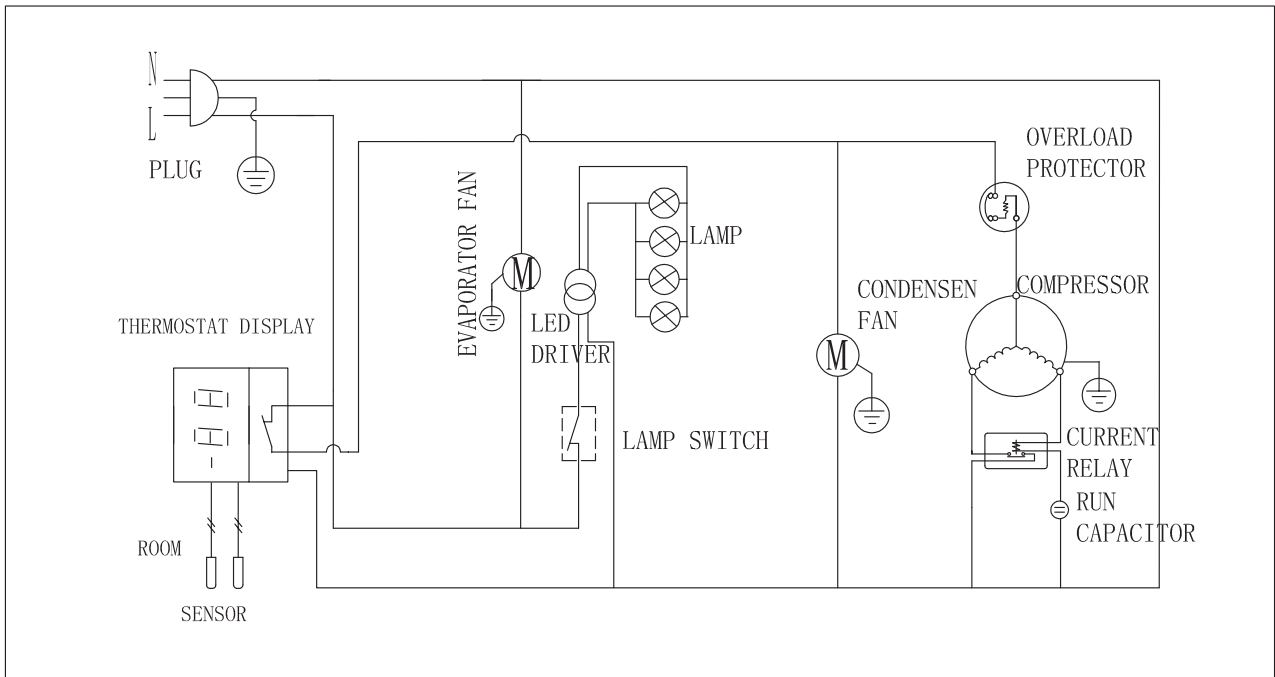 N
L
PLUG
OVERLOAD
PROTECTOR
EVAPORATOR FAN
M
LAMP
CONDENSEN
FAN
COMPRESSOR
THERMOSTAT DISPLAY
LED
DRIVER
M
LAMP SWITCH
CURRENT
RELAY
RUN
CAPACITOR
ROOM
SENSOR